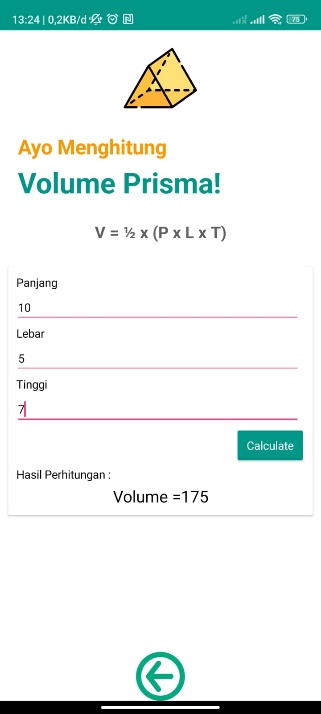 13:24 | 0,2KB/d
75
Ayo Menghitung
Volume Prisma!
V = ½ x (P x L x T)
Panjang
10
Lebar
5
Tinggi
7
Calculate
Hasil Perhitungan :
Volume =175